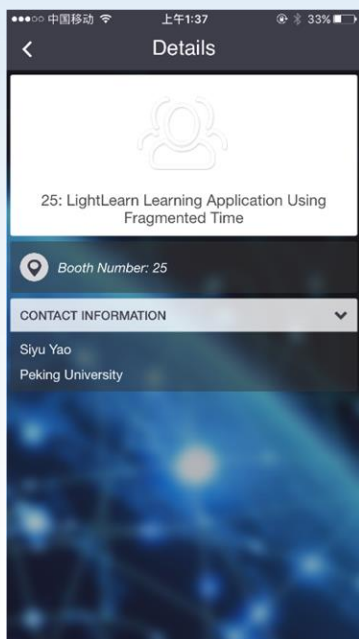 中国移动 上午1:37 33%
Details
25: LightLearn Learning Application Using
Fragmented Time
Booth Number: 25
CONTACT INFORMATION
Siyu Yao
Peking University